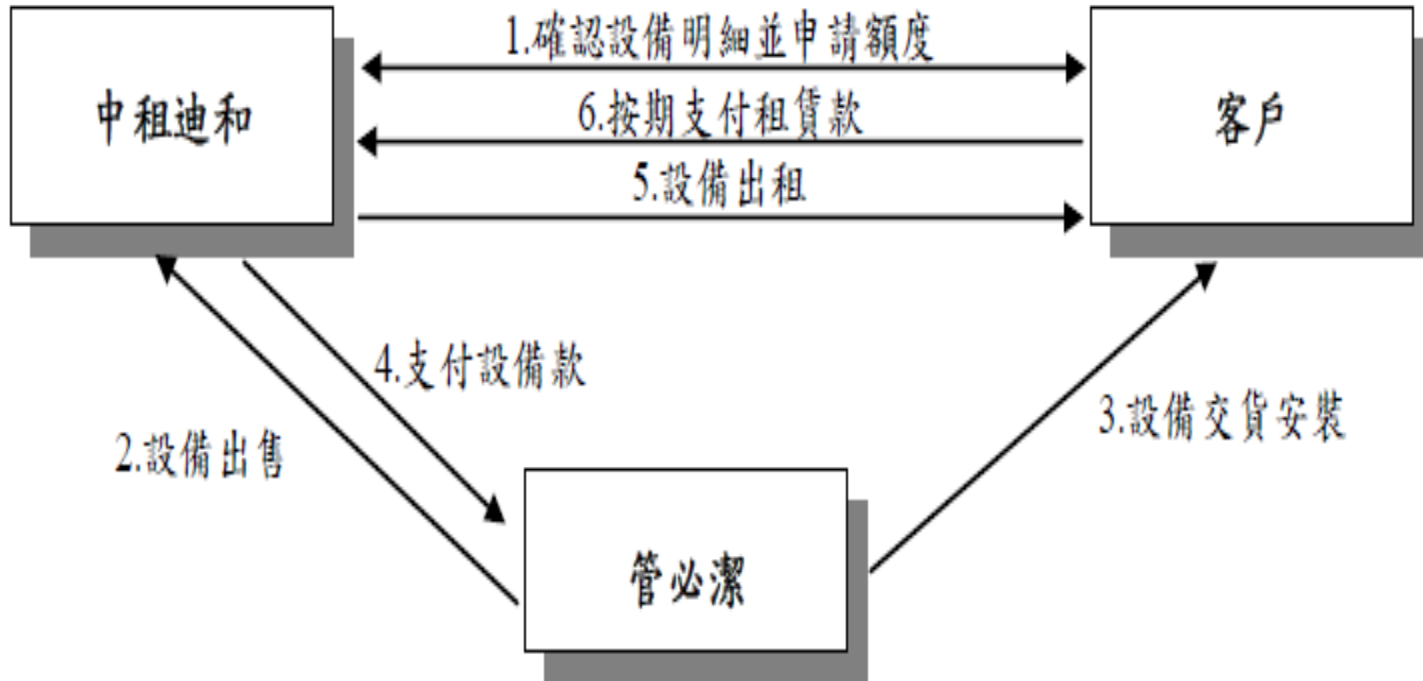 1.確認設備明細並申請額度
中租迪和
6.按期支付租賃款
客戶
5.設備出租
4.支付設備款
2.設備出售
3.設備交貨安裝
管必潔